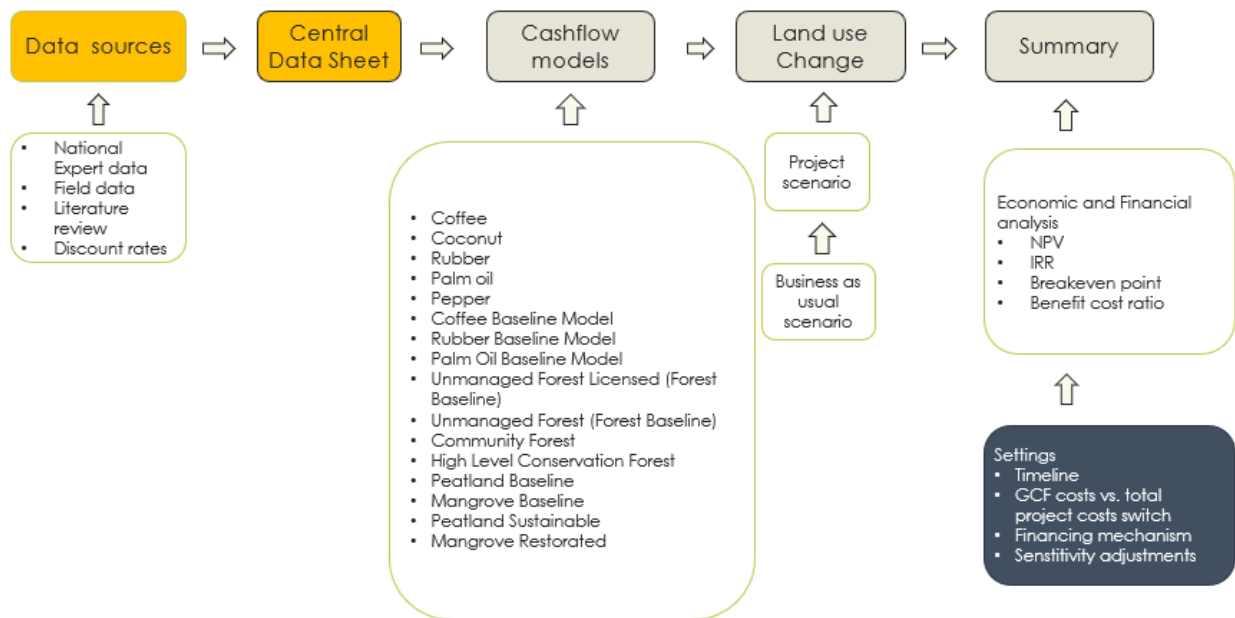 Data sources
Central
Data Sheet
Cashflow
models
Land use
Change
Summary
• National
Expert data
• Field data
• Literature
review
• Discount rates
• Coffee
• Coconut
• Rubber
• Palm oil
• Pepper
• Coffee Baseline Model
• Rubber Baseline Model
• Palm Oil Baseline Model
• Unmanaged Forest Licensed (Forest
Baseline)
• Unmanaged Forest (Forest Baseline)
• Community Forest
• High Level Conservation Forest
• Peatland Baseline
• Mangrove Baseline
• Peatland Sustainable
• Mangrove Restorated
Project
scenario
Business as
usual
scenario
Economic and Financial
analysis
• NPV
• IRR
• Breakeven point
• Benefit cost ratio
Settings
• Timeline
• GCF costs vs. total
project costs switch
• Financing mechanism
• Senstitivity adjustments